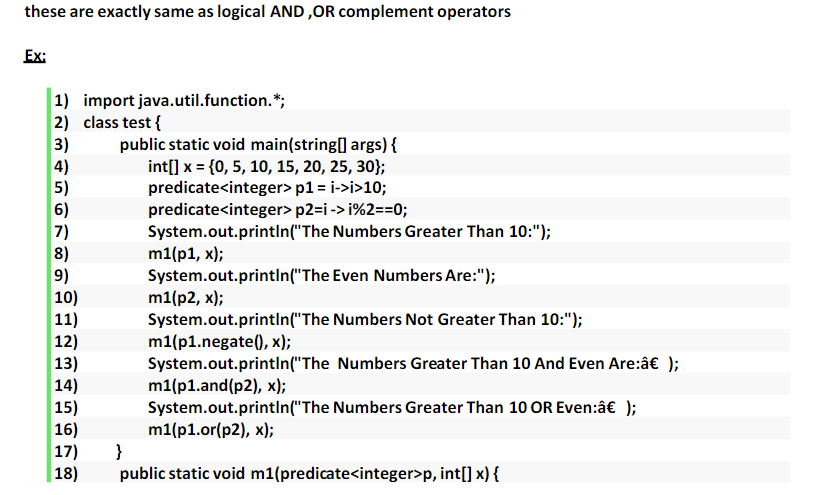 these are exactly same as logical AND ,OR complement operators
Ex:
1) import java.util.function.*;
2) class test {
3) public static void main(string[] args) {
4) int[] x = {0, 5, 10, 15, 20, 25, 30};
5) predicate<integer> p1 = i->i>10;
6) predicate<integer> p2=i -> i%2==0;
7) System.out.println("The Numbers Greater Than 10:");
8) m1(p1, x);
9) System.out.println("The Even Numbers Are:");
10) m1(p2, x);
11) System.out.println("The Numbers Not Greater Than 10:");
12) m1(p1.negate(), x);
13) System.out.println("The  Numbers Greater Than 10 And Even Are:â€  );
14) m1(p1.and(p2), x);
15) System.out.println("The Numbers Greater Than 10 OR Even:â€  );
16) m1(p1.or(p2), x);
17) }
18) public static void m1(predicate<integer>p, int[] x) {